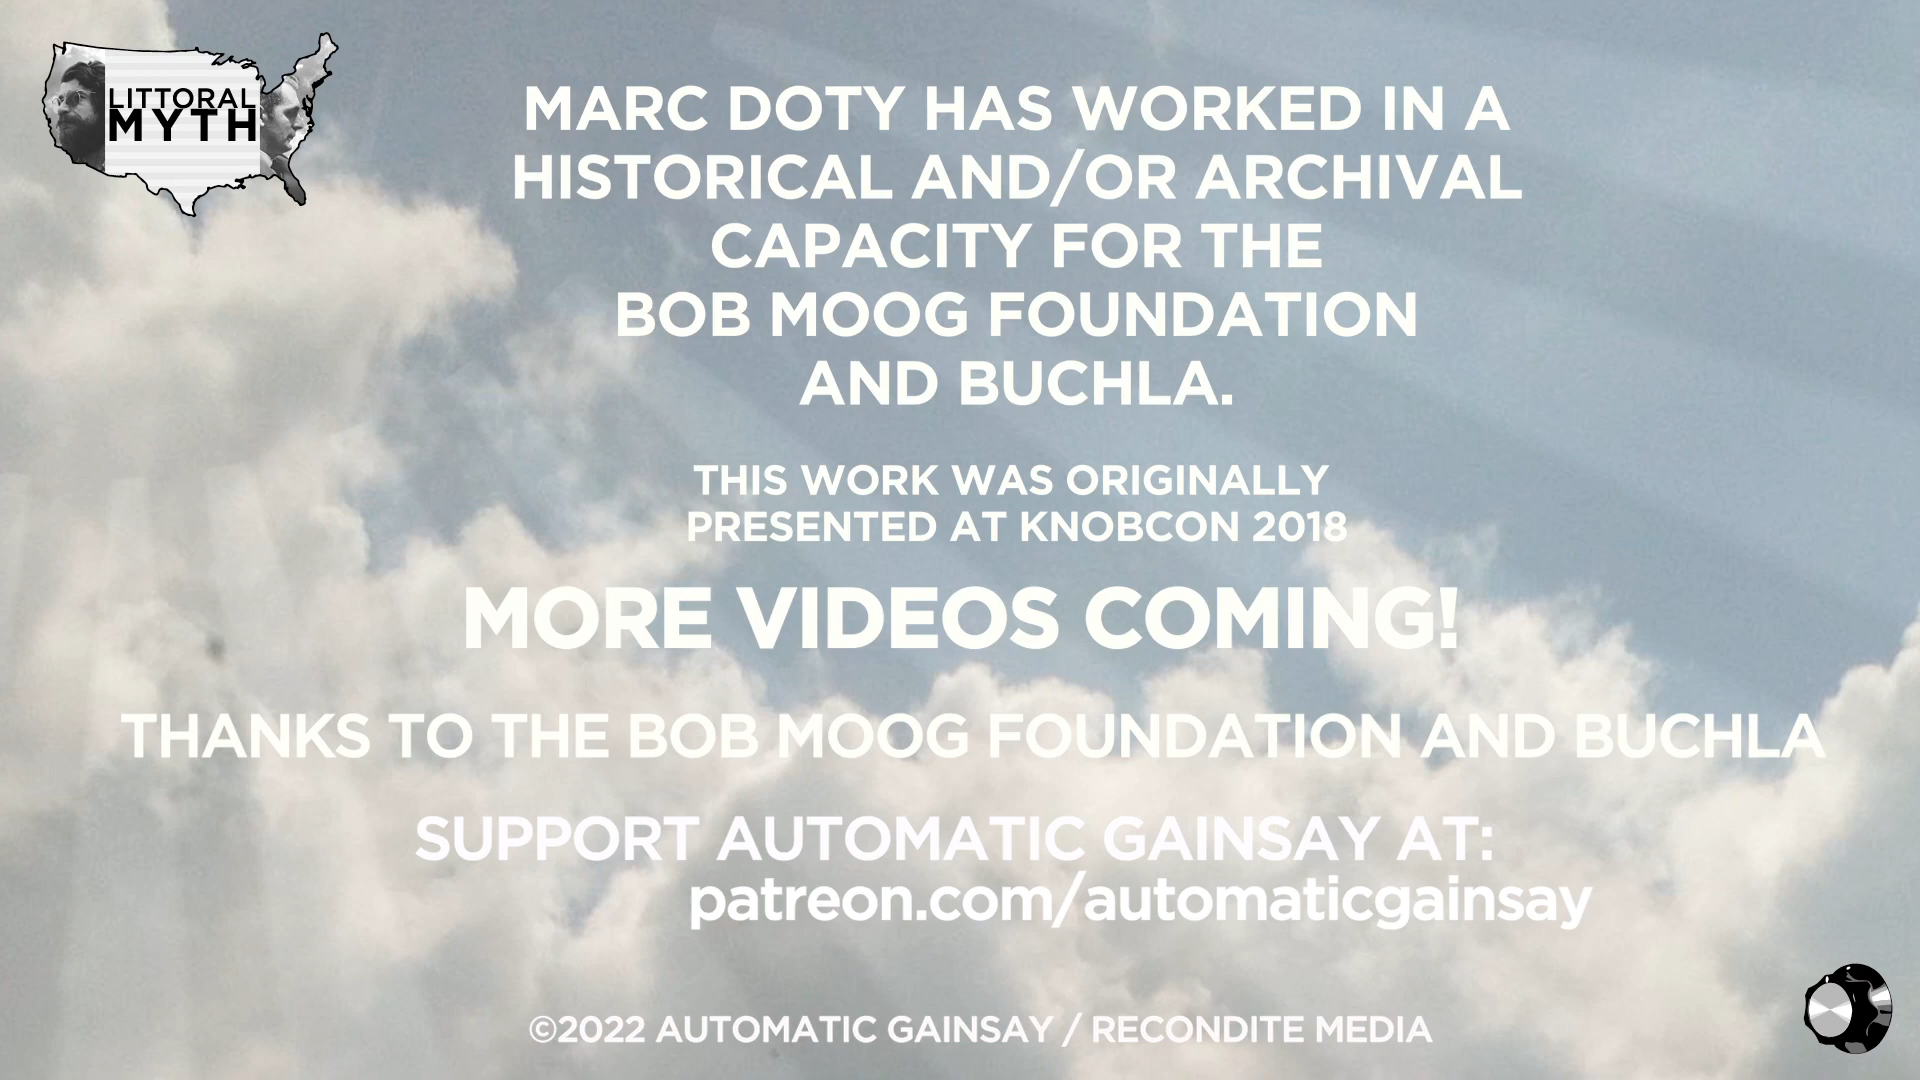 LITTORAL
MYTH
MARC DOTY HAS WORKED IN A
HISTORICAL AND/OR ARCHIVAL
CAPACITY FOR THE
BOB MOOG FOUNDATION
AND BUCHLA.
THIS WORK WAS ORIGINALLY
PRESENTED AT KNOBCON 2018
MORE VIDEOS COMING!
THANKS TO THE BOB MOOG FOUNDATION AND BUCHLA
SUPPORT AUTOMATIC GAINSAY AT:
patreon.com/automaticgainsay
©2022 AUTOMATIC GAINSAY / RECONDITE MEDIA